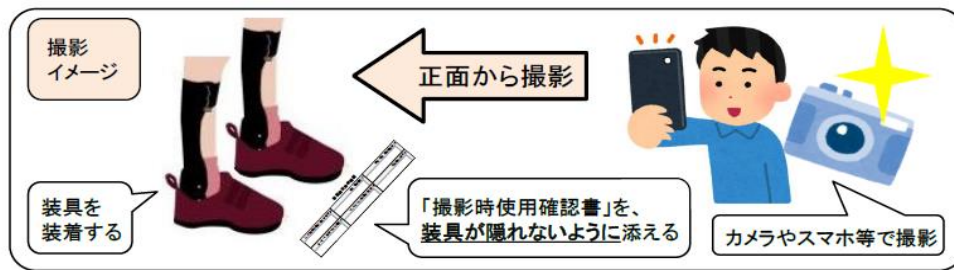 撮影
イメージ
正面から撮影
装具を
装着する
「撮影時使用確認書」を、
装具が隠れないように添える
カメラやスマホ等で撮影